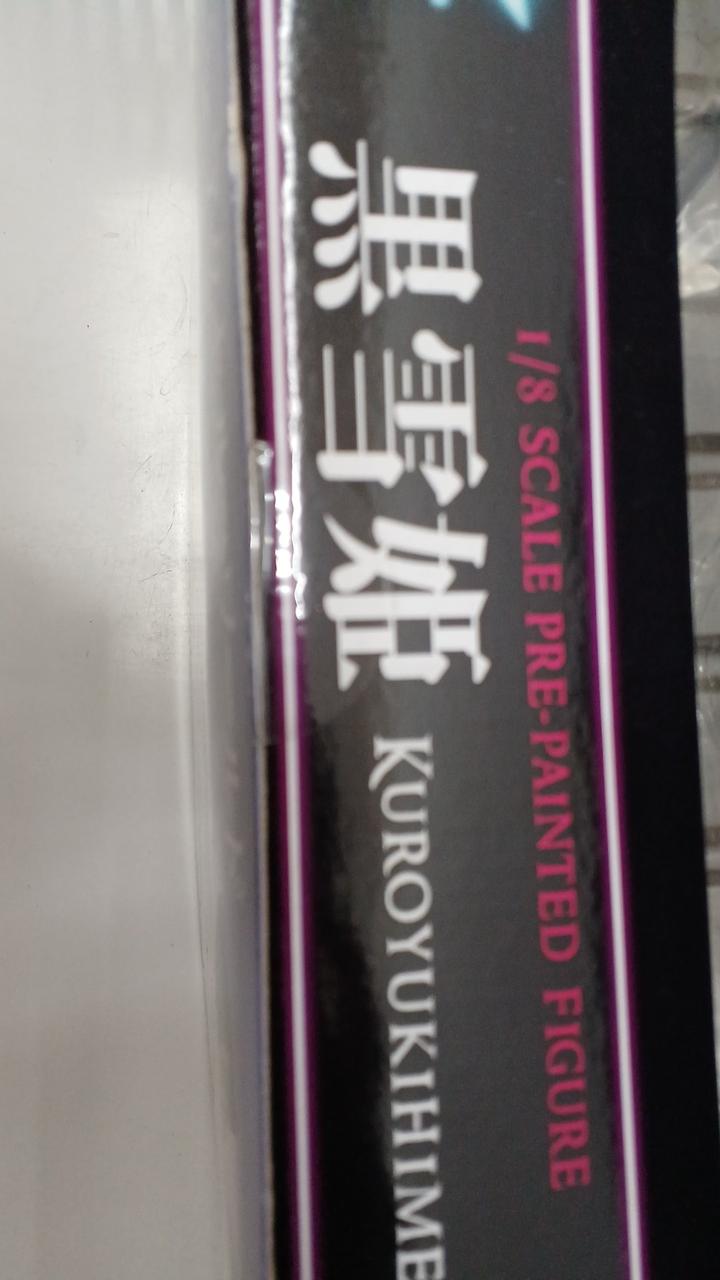 1/8 SCALE PRE-PAINTED FIGURE
黒雪姫 KUROYUKIHIME